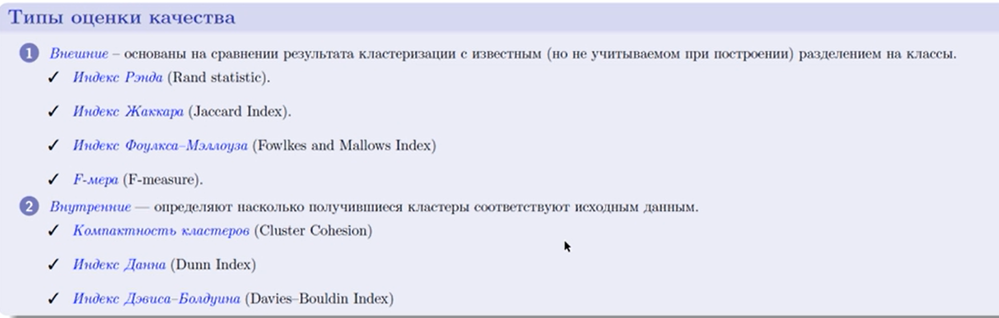 Типы оценки качества
1 Внешние – основаны на сравнении результата кластеризации с известным (но не учитываемом при построении) разделением на классы.
✓ Индекс Рэнда (Rand statistic).
✓ Индекс Жаккара (Jaccard Index).
✓ Индекс Фоулкса–Мэллоуза (Fowlkes and Mallows Index)
✓ F-мера (F-measure).
2 Внутренние — определяют насколько получившиеся кластеры соответствуют исходным данным.
✓ Компактность кластеров (Cluster Cohesion)
✓ Индекс Данна (Dunn Index)
✓ Индекс Дэвиса–Болдуина (Davies–Bouldin Index)